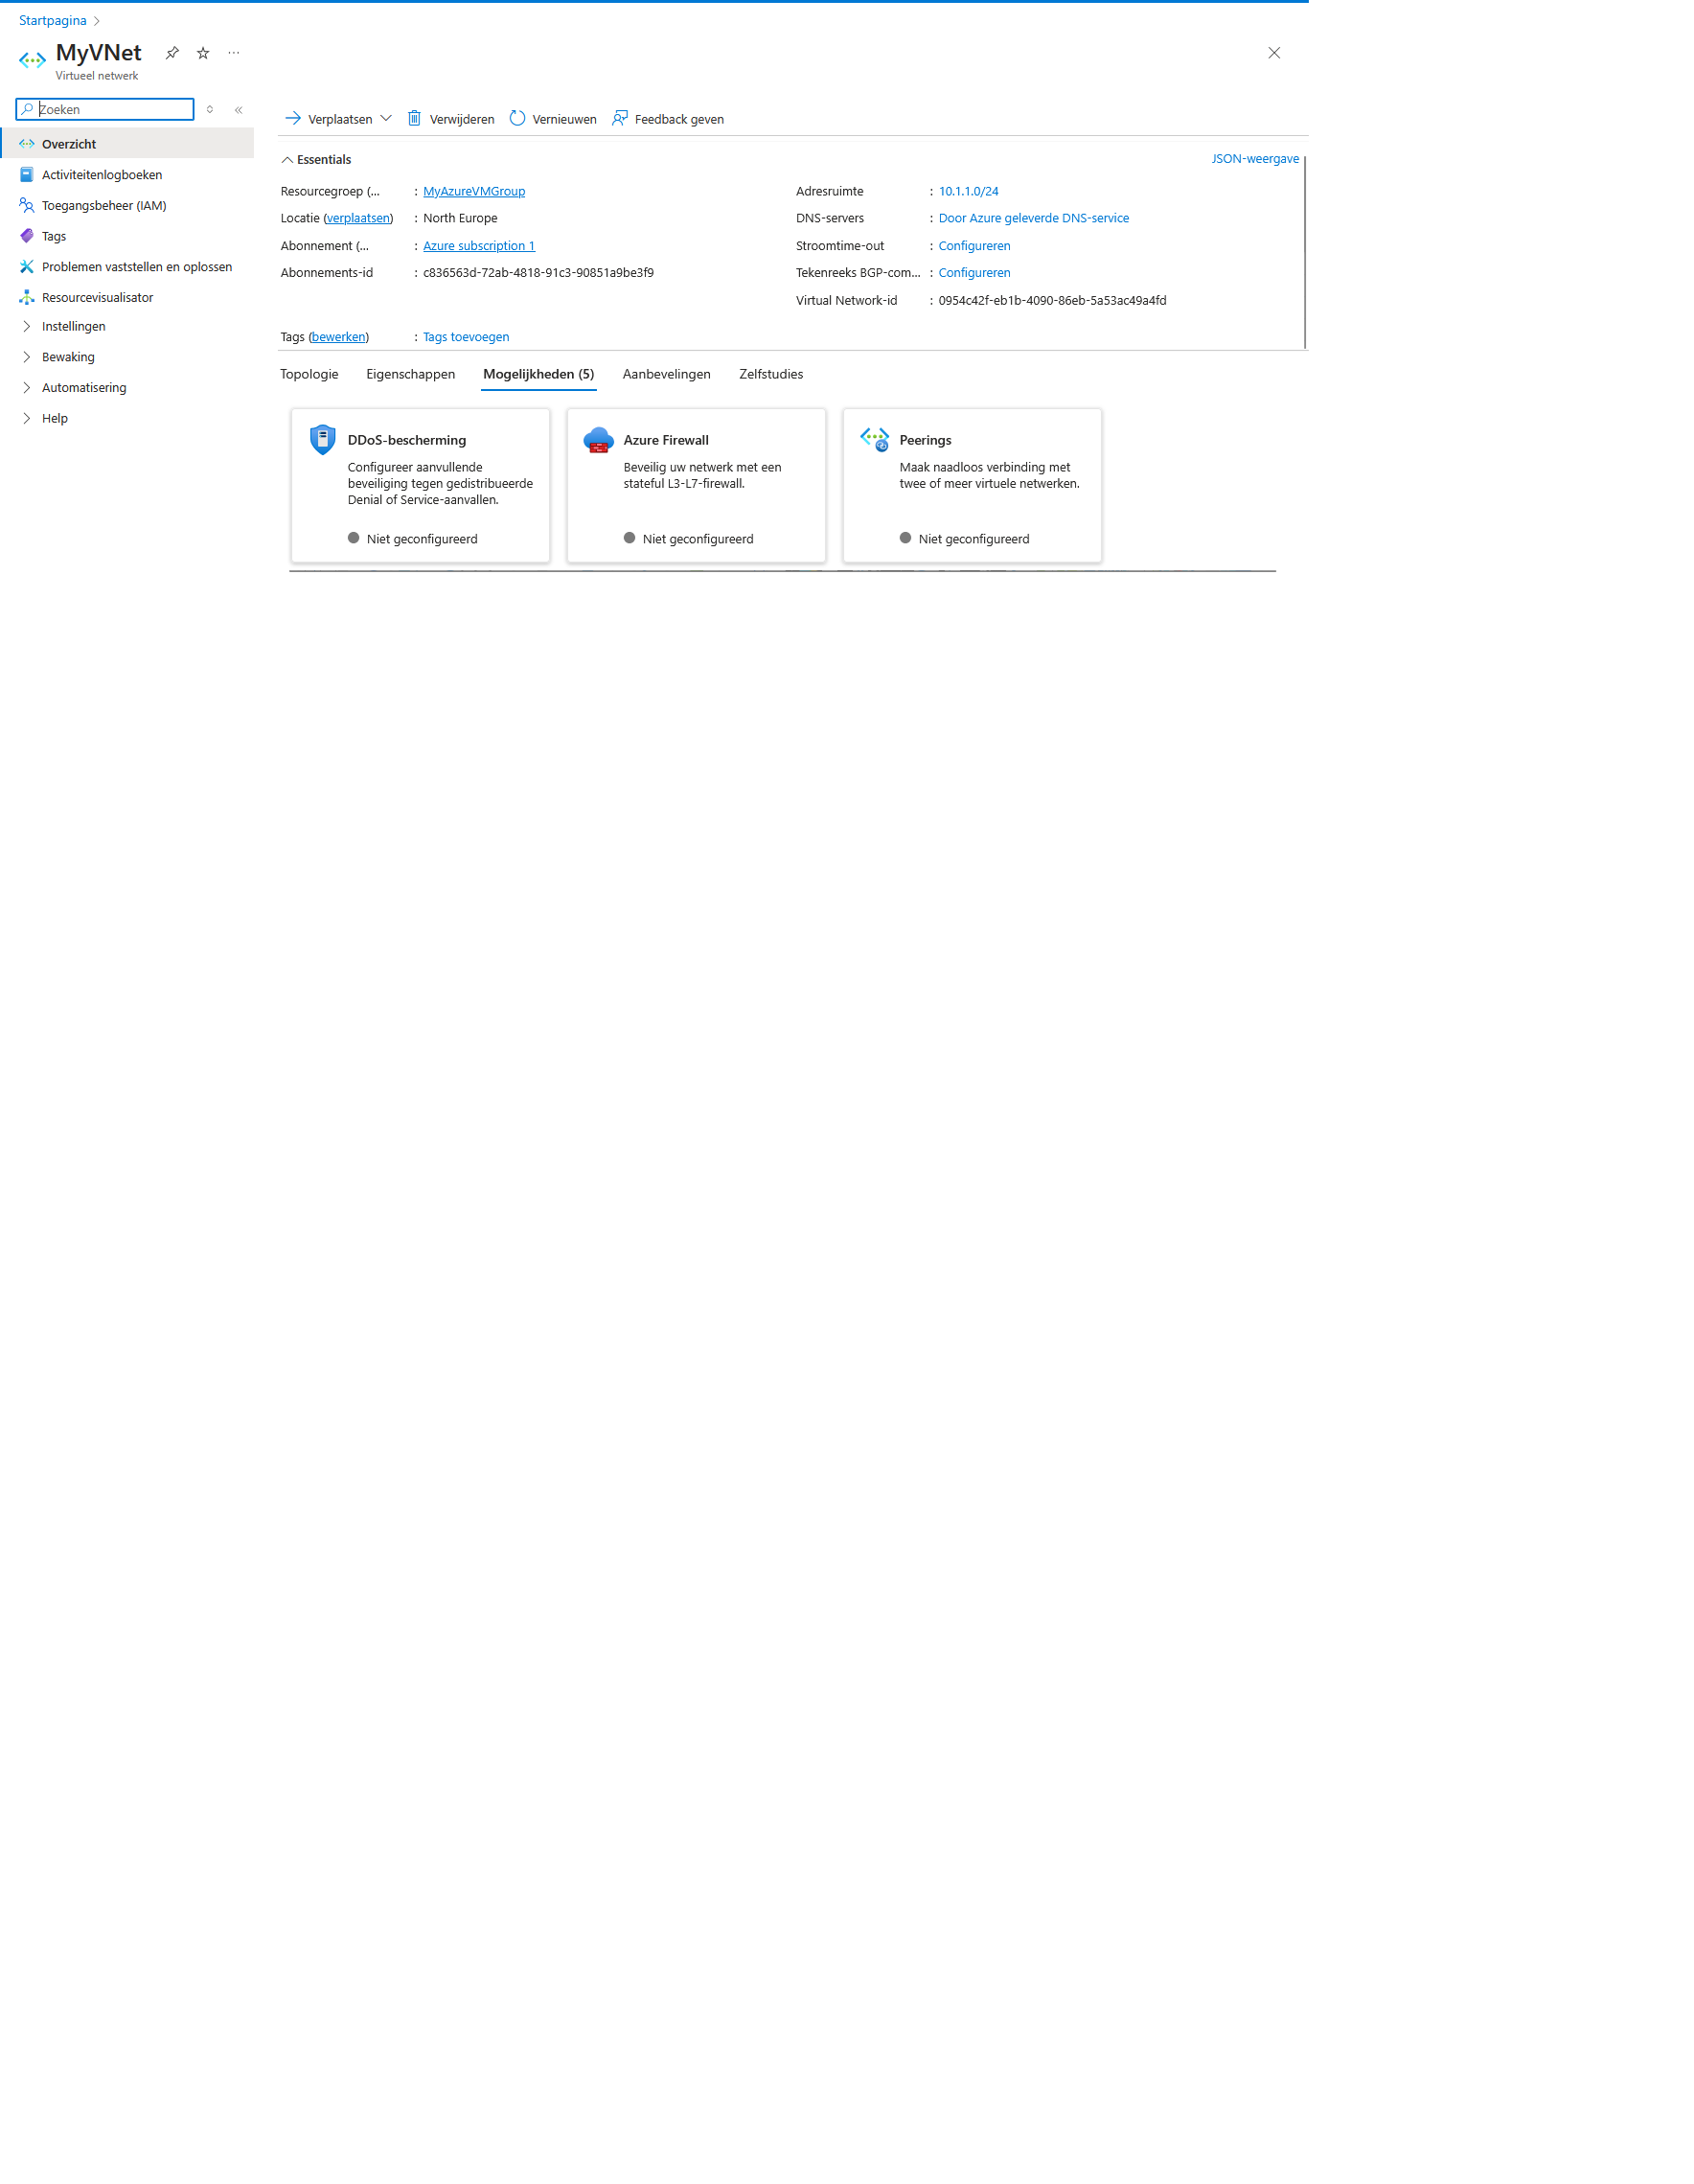 Startpagina
MyVNet
Virtueel netwerk
Zoeken
Overzicht
Activiteitenlogboeken
Toegangsbeheer (IAM)
Tags
Problemen vaststellen en oplossen
Resourcevisualisator
Instellingen
Bewaking
Automatisering
Help
Verplaatsen Verwijderen Vernieuwen Feedback geven
Essentials JSON-weergave
Resourcegroep (... : MyAzureVMGroup
Locatie (verplaatsen) : North Europe
Abonnement (... : Azure subscription 1
Abonnements-id : c836563d-72ab-4818-91c3-90851a9be3f9
Adresruimte : 10.1.1.0/24
DNS-servers : Door Azure geleverde DNS-service
Stroomtime-out : Configureren
Tekenreeks BGP-com... : Configureren
Virtual Network-id : 0954c42f-eb1b-4090-86eb-5a53ac49a4fd
Tags (bewerken) : Tags toevoegen
Topologie Eigenschappen Mogelijkheden (5) Aanbevelingen Zelfstudies
DDoS-bescherming
Configureer aanvullende
beveiliging tegen gedistribueerde
Denial of Service-aanvallen.
Niet geconfigureerd
Azure Firewall
Beveilig uw netwerk met een
stateful L3-L7-firewall.
Niet geconfigureerd
Peerings
Maak naadloos verbinding met
twee of meer virtuele netwerken.
Niet geconfigureerd